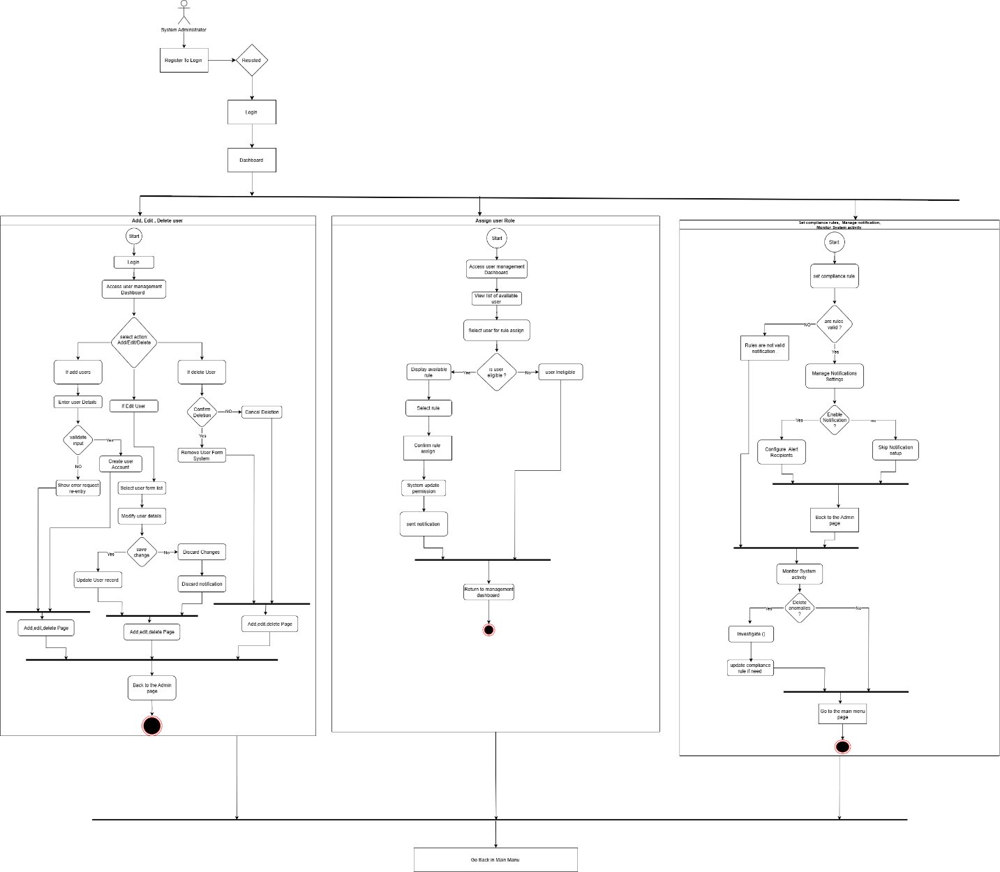 System Administrator
Register To Login
Resisted
Login
Dashboard
Add, Edit , Delete user
Start
Login
Access user management
Dashboard
select action:
Add/Edit/Delete
If add users
If delete User
Enter user Details
If Edit User
Confirm
Deletion
NO
Cancel Deletion
validate
input
Yes
Yes
NO
Create user
Account
Remove User Form
System
Show error request
re-entry
Select user form list
Modify user details
save
change
Yes
No
Discard Changes
Update User record
Discard notification
Add,edit,delete Page
Add,edit,delete Page
Add,edit,delete Page
Back to the Admin
page
Assign user Role
Start
Access user management
Dashboard
View list of available
user
Select user for rule assign
is user
eligible ?
Yes
No
Display available
rule
user Ineligible
Select rule
Confirm rule
assign
System update
permission
sent notification
Return to management
dashboard
Set compliance rules,  Manage notification,
Monitor System activity
Start
set compliance rule
are rules
valid ?
NO
Rules are not valid
notification .
Yes
Manage Notifications
Settings
Enable
Notification
?
Yes
No
Configure  Alert
Recipients
Skip Notification
setup
Back to the Admin
page
Monitor System
activity
Delete
anomalies
?
Yes
No
Investigate ()
update compliance
rule if need
Go to the main menu
page
Go Back in Main Manu